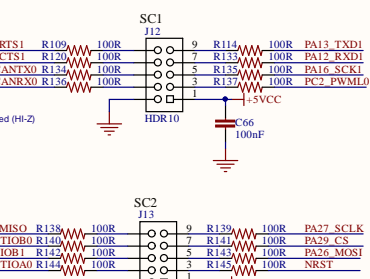 SC1
J12
RTS1 R109 100R 9 R114 100R PA13_TXD1
CTS1 R120 100R 7 R133 100R PA12_RXD1
CANTX0 R134 100R 5 R135 100R PA16_SCK1
CANRX0 R136 100R 3 R137 100R PC2_PWML0
1 +5VCC
ed (HI-Z) HDR10 C66
100nF
SC2
J13
MISO R138 100R 9 R139 100R PA27_SCLK
TIOB0 R140 100R 7 R141 100R PA29_CS
IOB1 R142 100R 5 R143 100R PA26_MOSI
TIOA0 R144 100R 3 R145 100R NRST